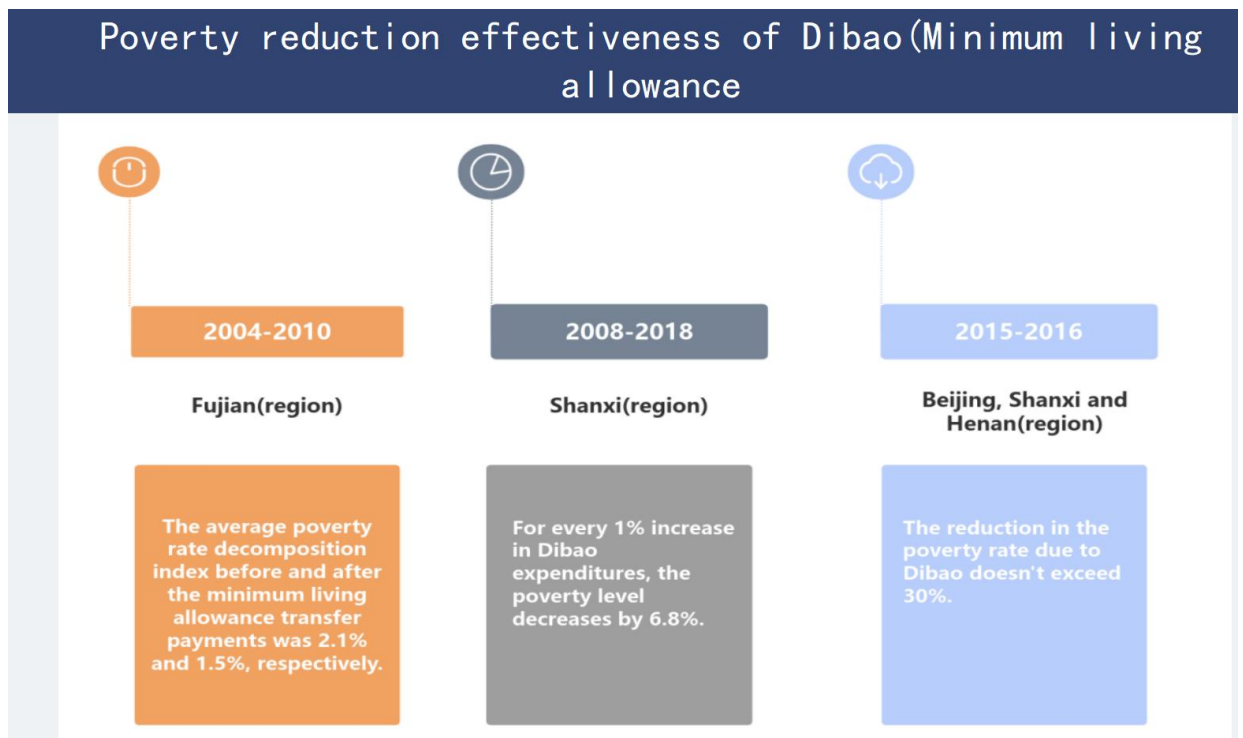 Poverty reduction effectiveness of Dibao(Minimum living
allowance
2004-2010
Fujian(region)
The average poverty
rate decomposition
index before and after
the minimum living
allowance transfer
payments was 2.1%
and 1.5%, respectively.
2008-2018
Shanxi(region)
For every 1% increase
in Dibao
expenditures, the
poverty level
decreases by 6.8%.
2015-2016
Beijing, Shanxi and
Henan(region)
The reduction in the
poverty rate due to
Dibao doesn't exceed
30%.